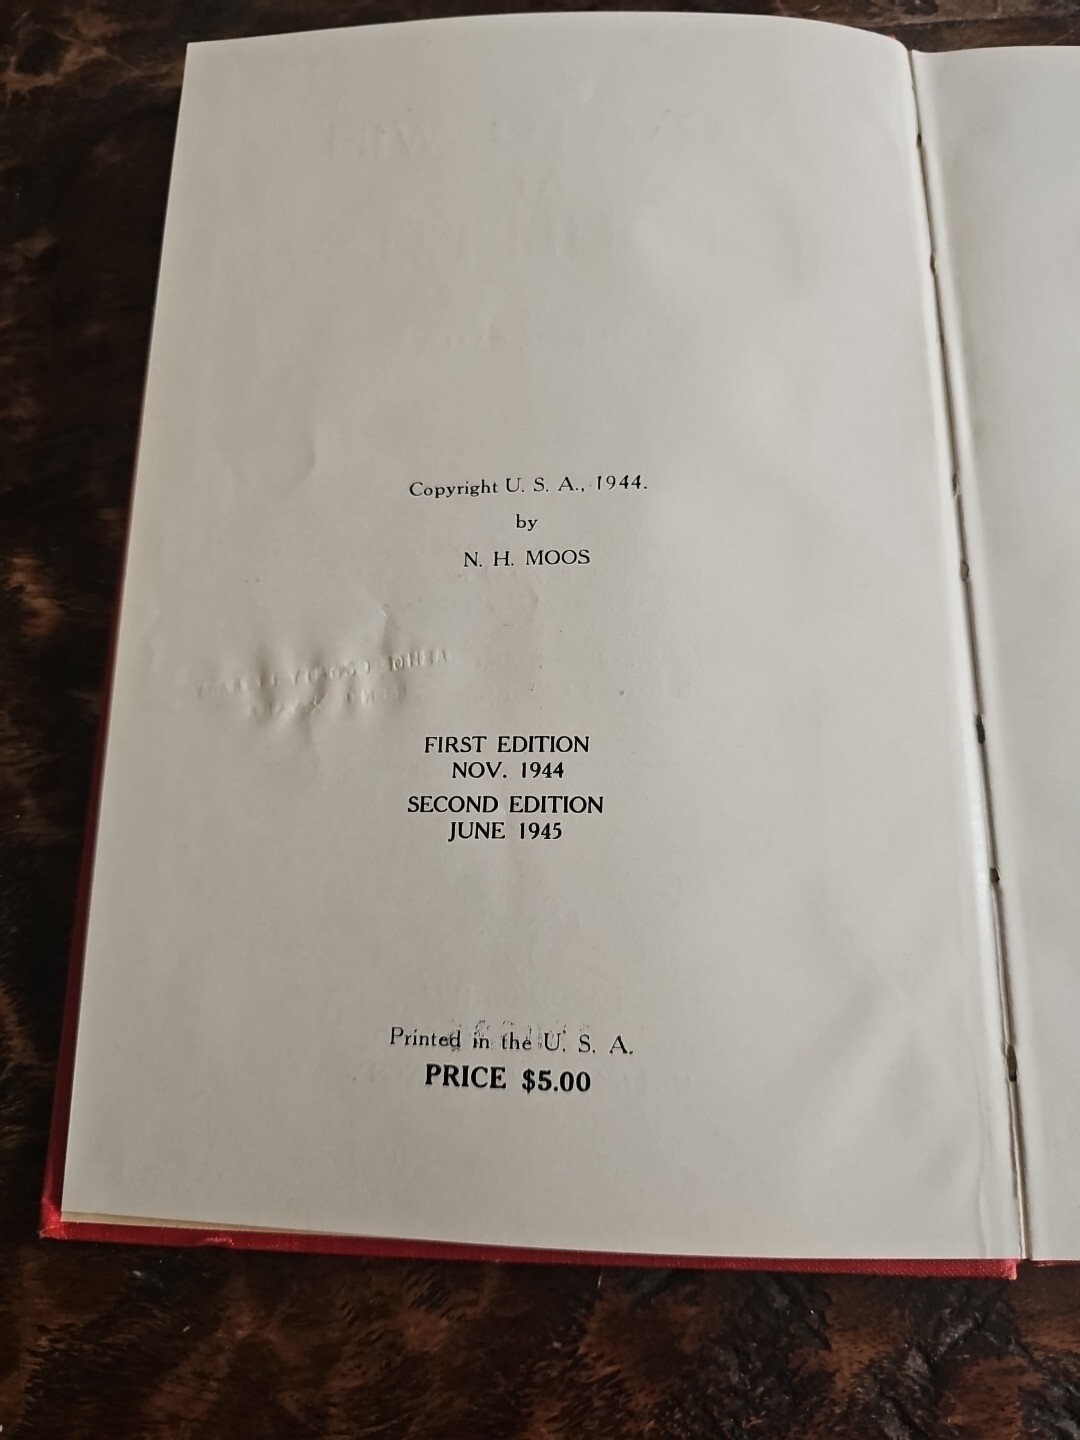 Copyright U. S. A., 1944.
by
N. H. MOOS
FIRST EDITION
NOV. 1944
SECOND EDITION
JUNE 1945
Printed in the U. S. A.
PRICE $5.00